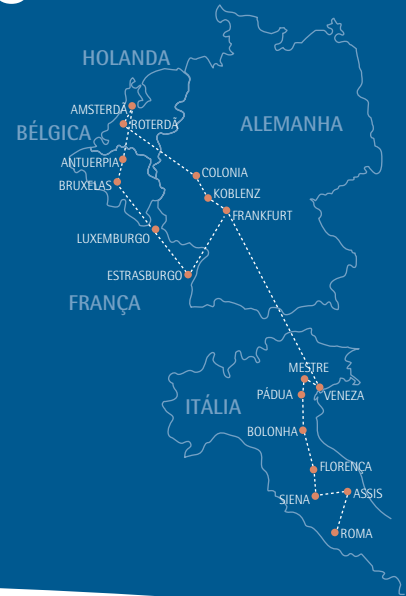 HOLANDA
AMSTERDÃ
ROTERDÃ
ALEMANHA
BÉLGICA
ANTUERPIA
COLONIA
BRUXELAS
KOBLENZ
FRANKFURT
LUXEMBURGO
ESTRASBURGO
FRANÇA
MESTRE
PÁDUA
VENEZA
ITÁLIA
BOLONHA
FLORENÇA
SIENA
ASSIS
ROMA